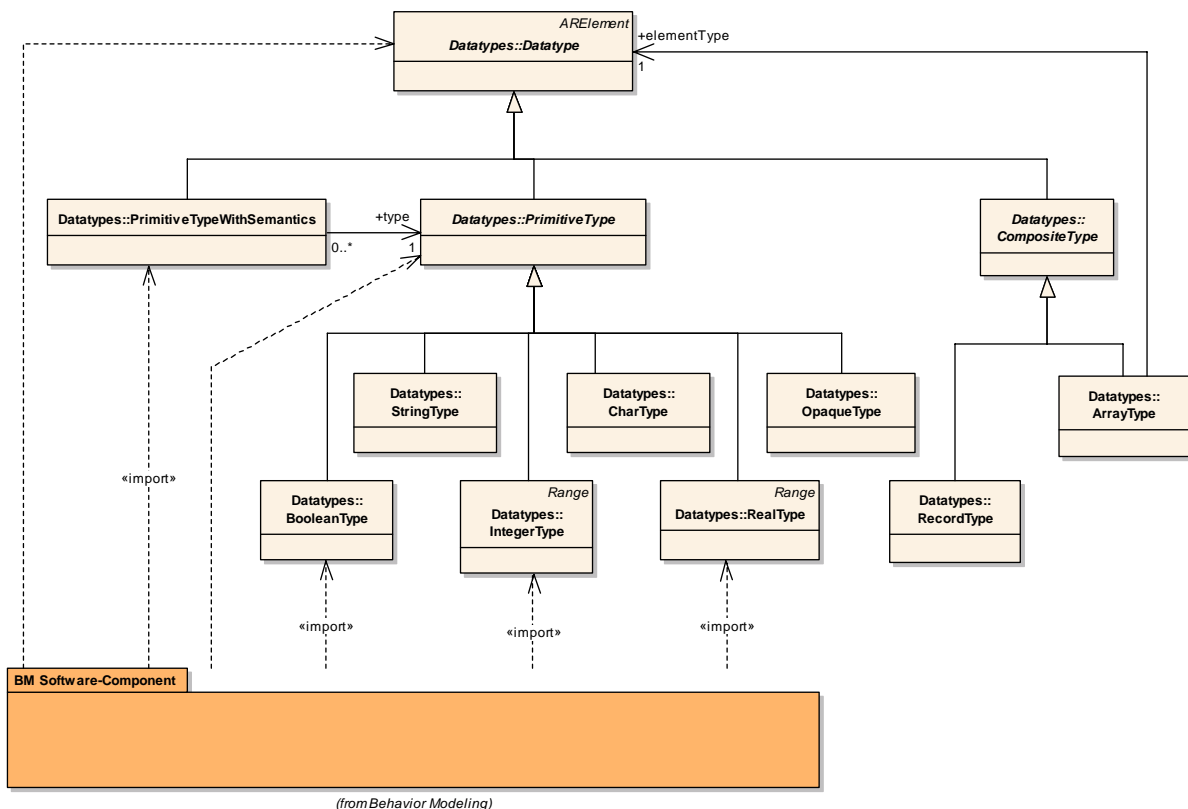 ARElement
Datatypes::Datatype
+elementType
1
Datatypes::PrimitiveTypeWithSemantics
+type
0..*
1
Datatypes::PrimitiveType
Datatypes::
CompositeType
Datatypes::
StringType
Datatypes::
CharType
Datatypes::
OpaqueType
Datatypes::
ArrayType
«import»
Datatypes::
BooleanType
Range
Datatypes::
IntegerType
Range
Datatypes::RealType
Datatypes::
RecordType
«import»
«import»
«import»
BM Software-Component
(from Behavior Modeling)